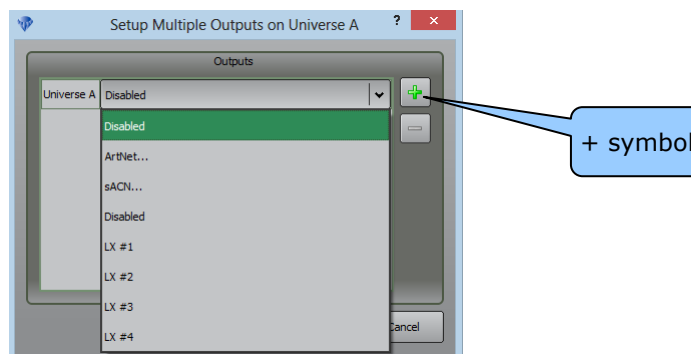 Setup Multiple Outputs on Universe A
?
×
Outputs
Universe A Disabled
Disabled
ArtNet...
sACN...
Disabled
LX #1
LX #2
LX #3
LX #4
Cancel
+ symbol